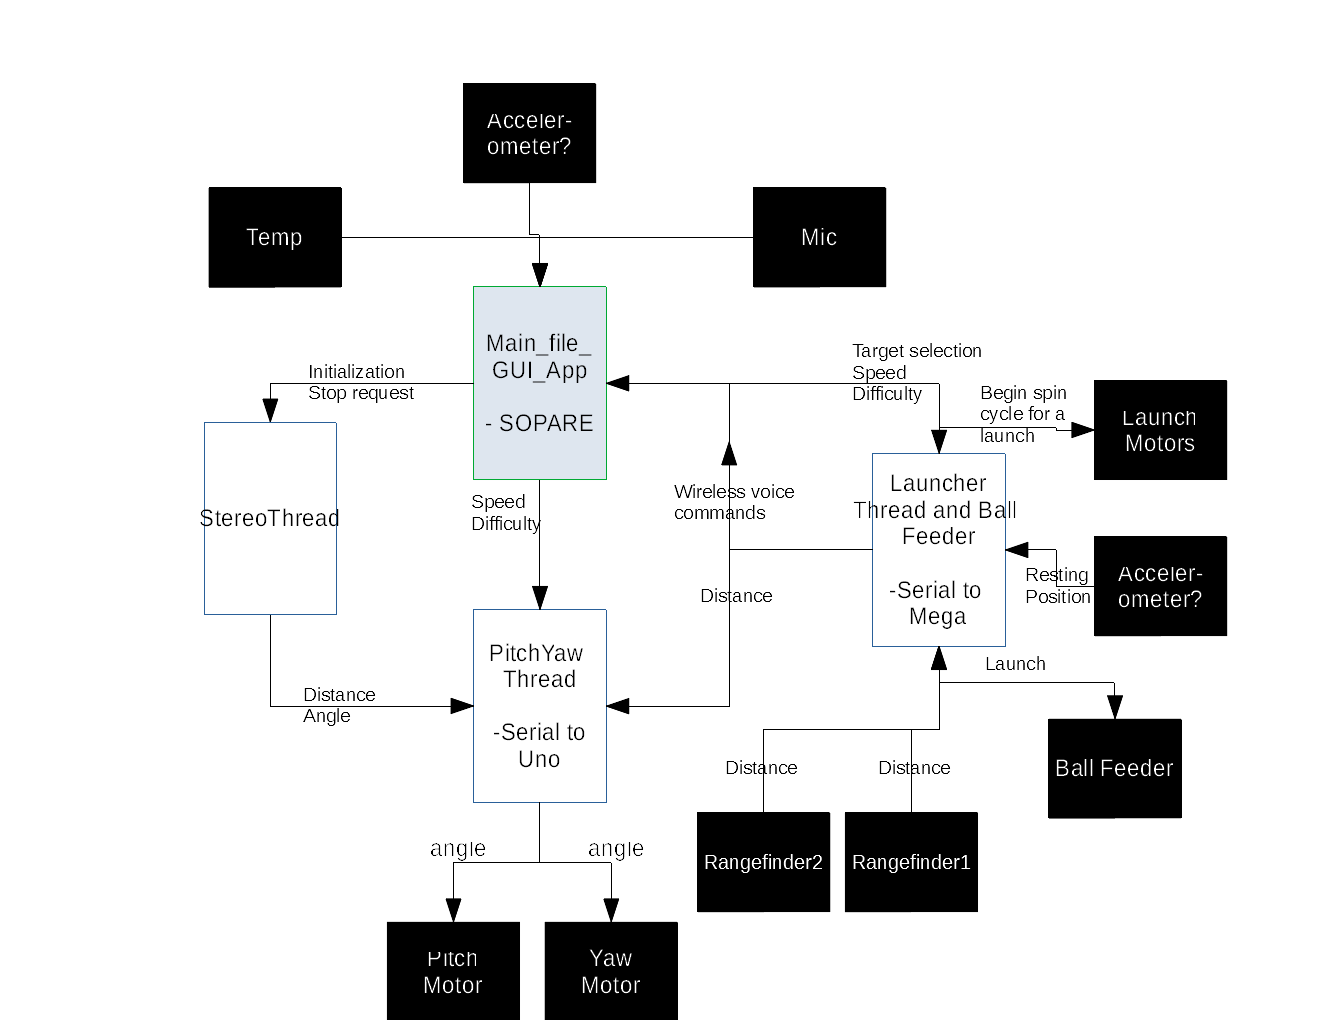 Acceler-
ometer?
Temp
Mic
Main_file_
GUI_App
- SOPARE
Initialization
Stop request
Target selection
Speed
Difficulty
Begin spin
cycle for a
launch
Launch
Motors
StereoThread
Speed
Difficulty
Wireless voice
commands
Launcher
Thread and Ball
Feeder
-Serial to
Mega
Resting
Position
Acceler-
ometer?
Distance
PitchYaw
Thread
-Serial to
Uno
Distance
Angle
Launch
Ball Feeder
Distance
Distance
Rangefinder2
Rangefinder1
angle
angle
Pitch
Motor
Yaw
Motor